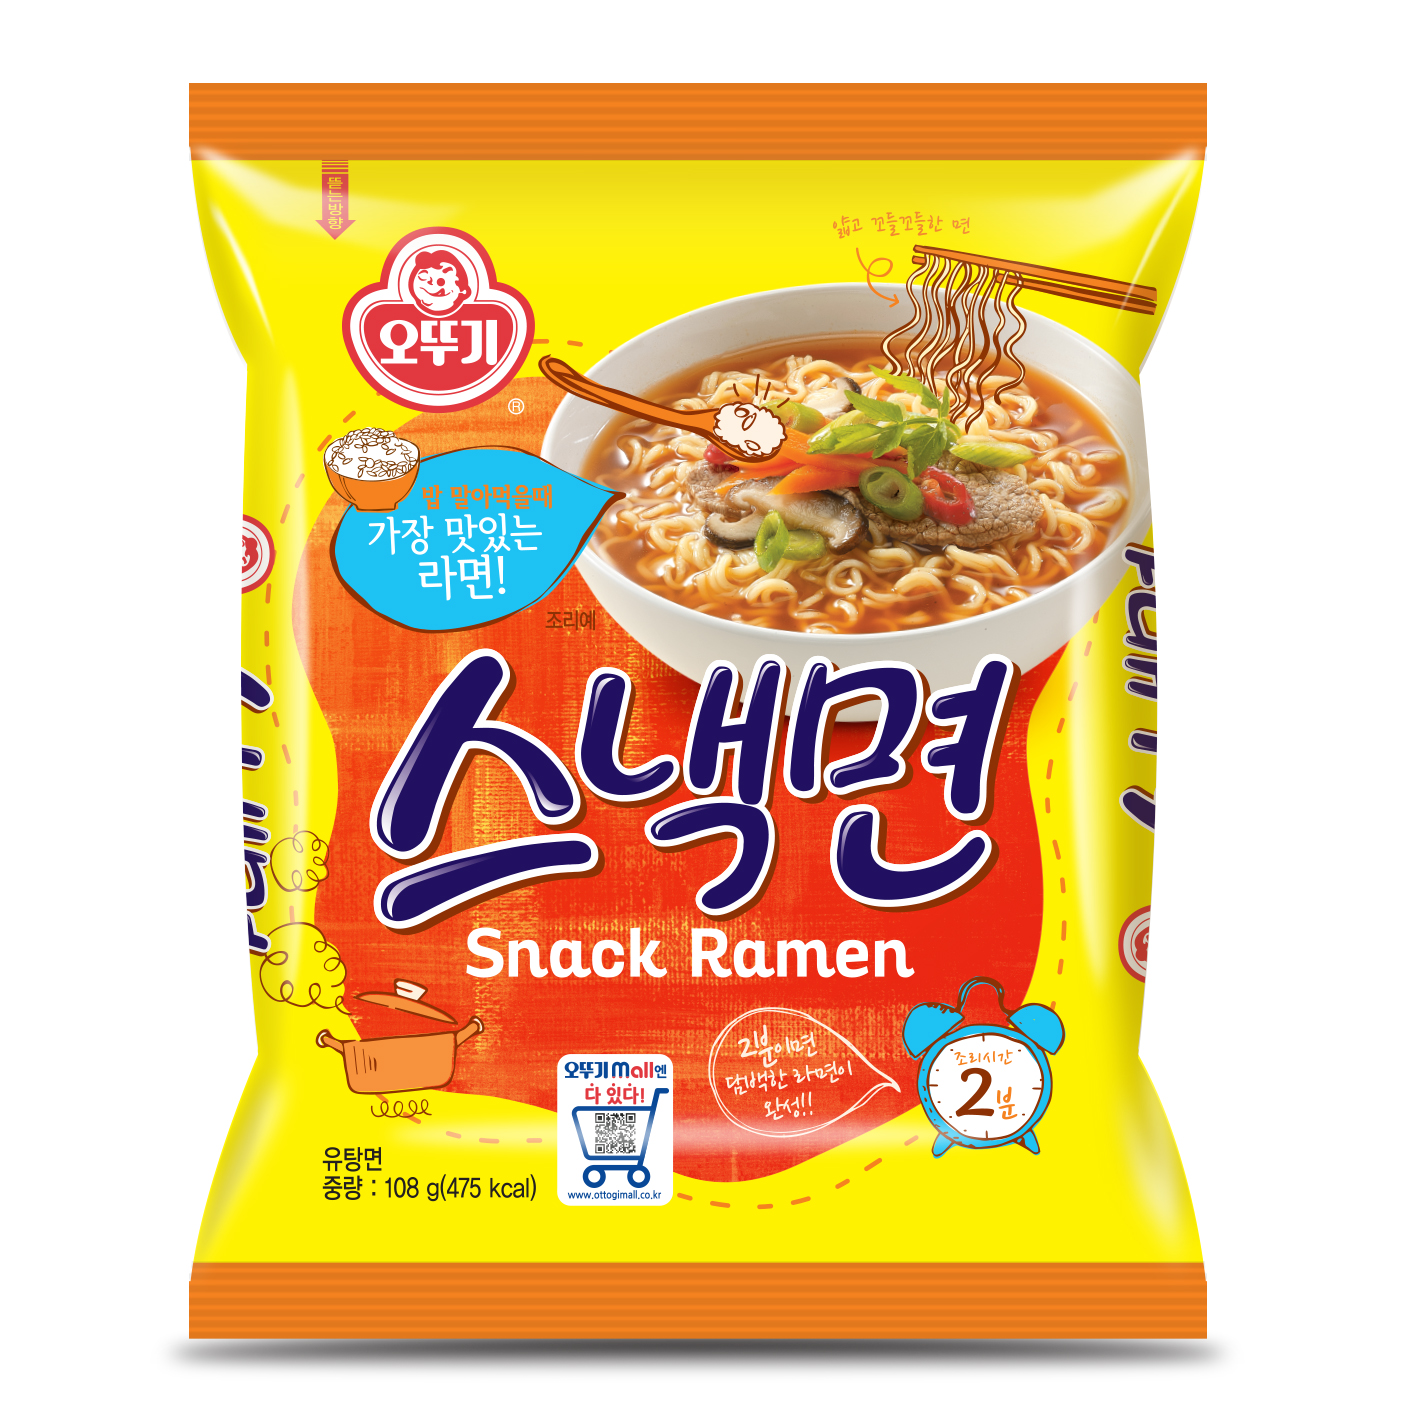 뜯는방향
얇고 꼬들꼬들한 면
오뚜기
®
밥 말아먹을때
가장 맛있는
라면!
조리예
스낵면
Snack Ramen
2분이면
담백한 라면이
완성!!
조리시간
2분
오뚜기mall엔
다 있다!
www.ottogimall.co.kr
유탕면
중량 : 108 g(475 kcal)